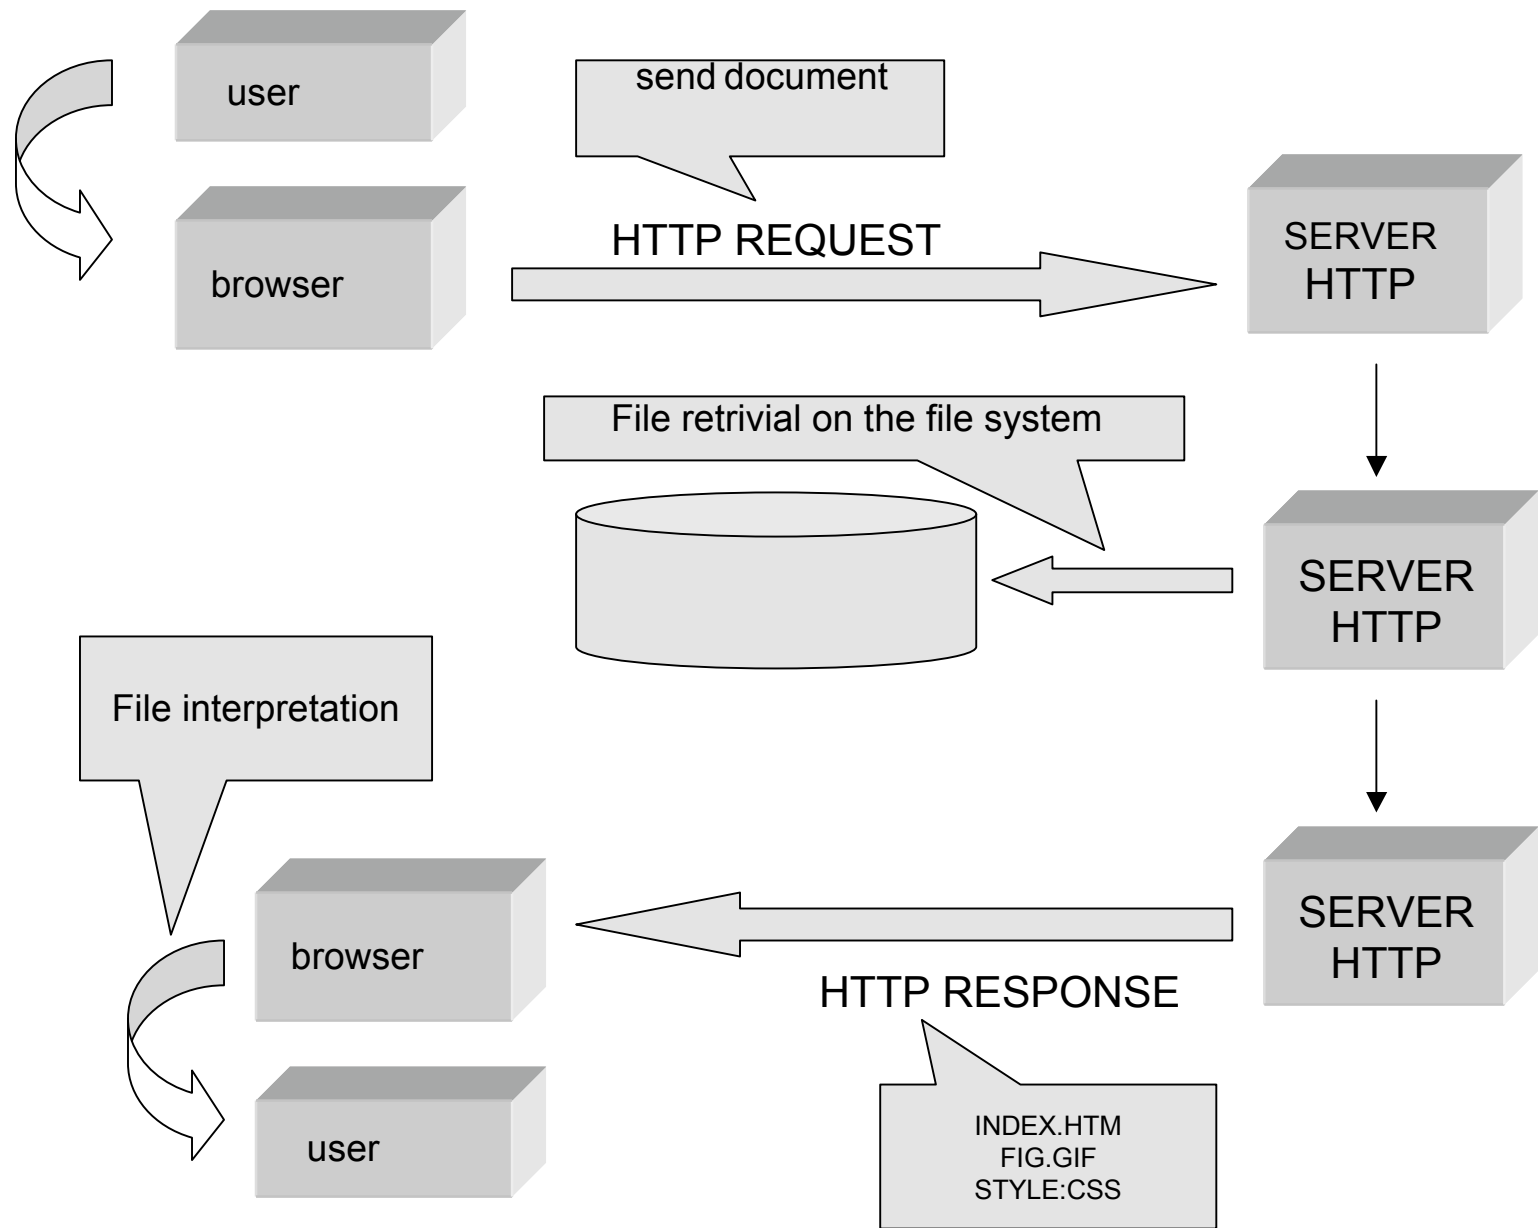 user
send document
browser
HTTP REQUEST
SERVER
HTTP
File retrivial on the file system
SERVER
HTTP
File interpretation
browser
SERVER
HTTP
HTTP RESPONSE
user
INDEX.HTM
FIG.GIF
STYLE:CSS